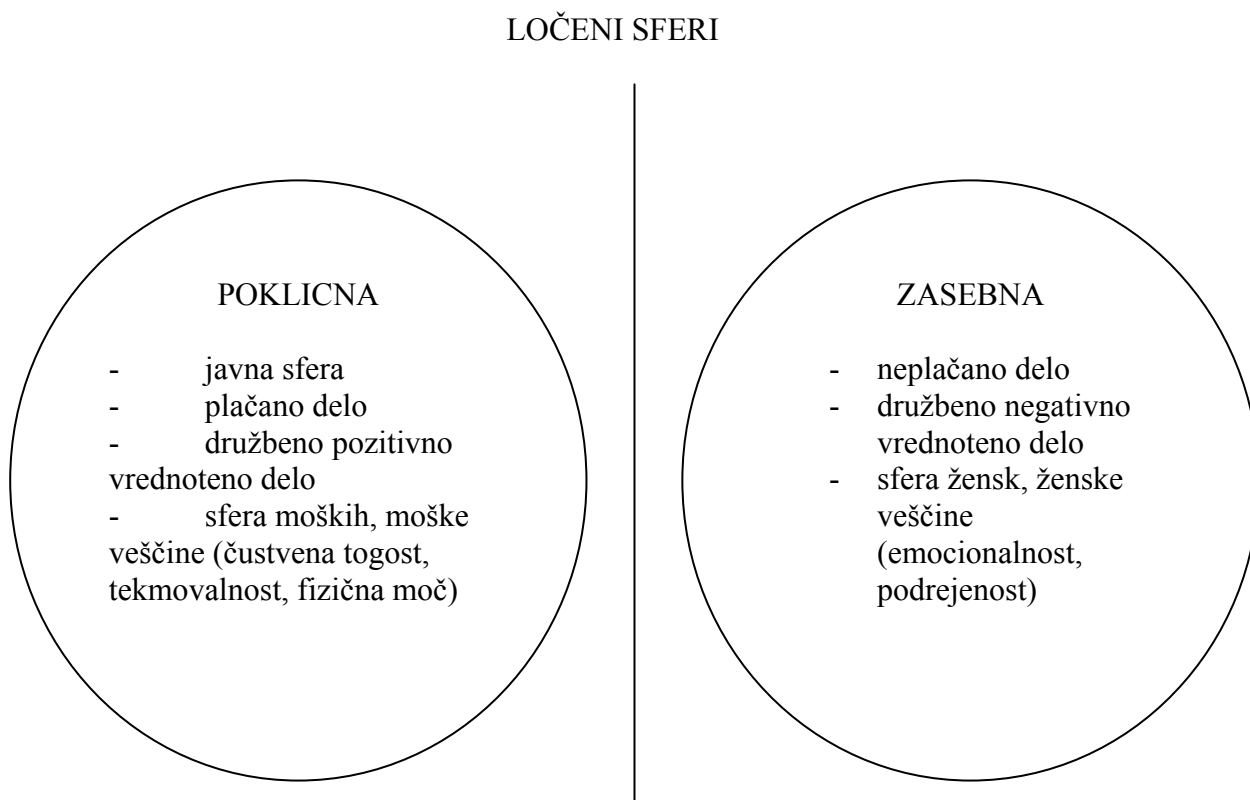 LOČENI SFERI
POKLICNA
- javna sfera
- plačano delo
- družbeno pozitivno
vrednoteno delo
- sfera moških, moške
veščine (čustvena togost,
tekmovalnost, fizična moč)
ZASEBNA
- neplačano delo
- družbeno negativno
vrednoteno delo
- sfera žensk, ženske
veščine
(emocionalnost,
podrejenost)